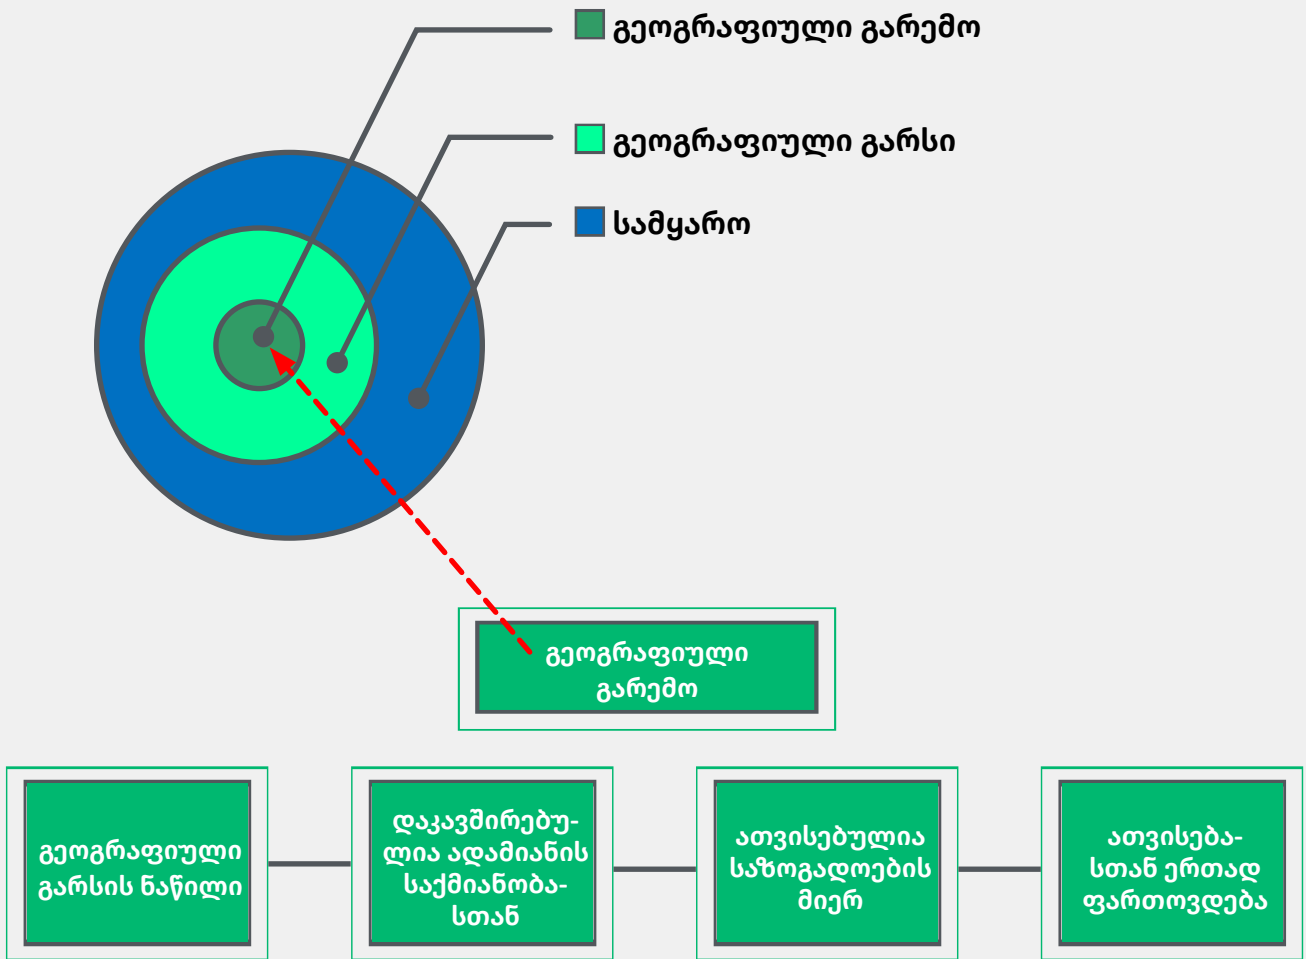 გეოგრაფიული გარემო
გეოგრაფიული გარსი
სამყარო
გეოგრაფიული
გარემო
გეოგრაფიული
გარსის ნაწილი
დაკავშირებუ-
ლია ადამიანის
საქმიანობა-
სთან
ათვისებულია
საზოგადოების
მიერ
ათვისება-
სთან ერთად
ფართოვდება